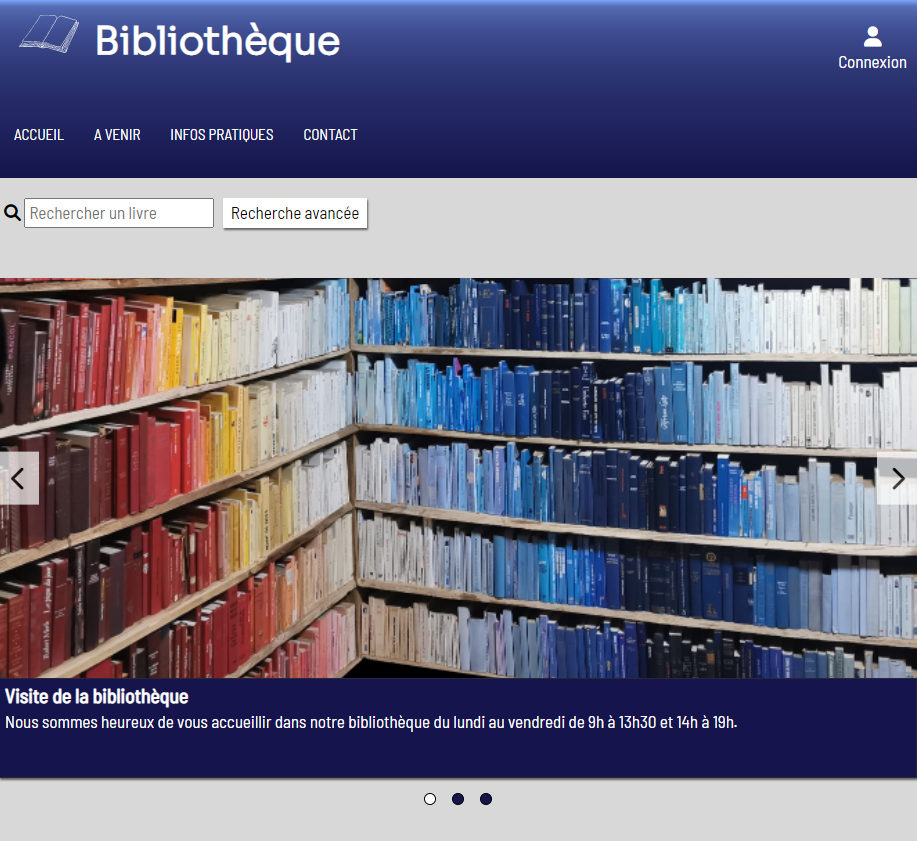 Bibliothèque
Connexion
ACCUEIL A VENIR INFOS PRATIQUES CONTACT
Rechercher un livre Recherche avancée
Visite de la bibliothèque
Nous sommes heureux de vous accueillir dans notre bibliothèque du lundi au vendredi de 9h à 13h30 et 14h à 19h.